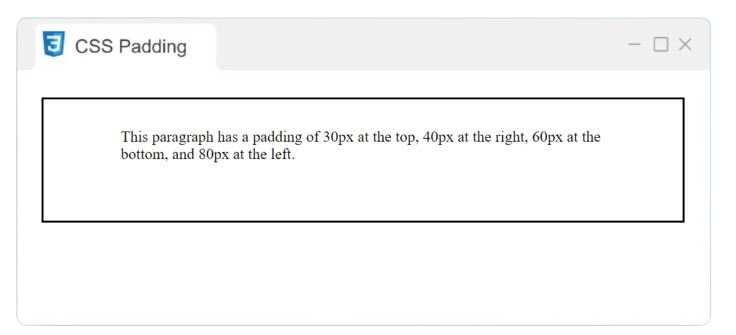 CSS Padding
This paragraph has a padding of 30px at the top, 40px at the right, 60px at the
bottom, and 80px at the left.